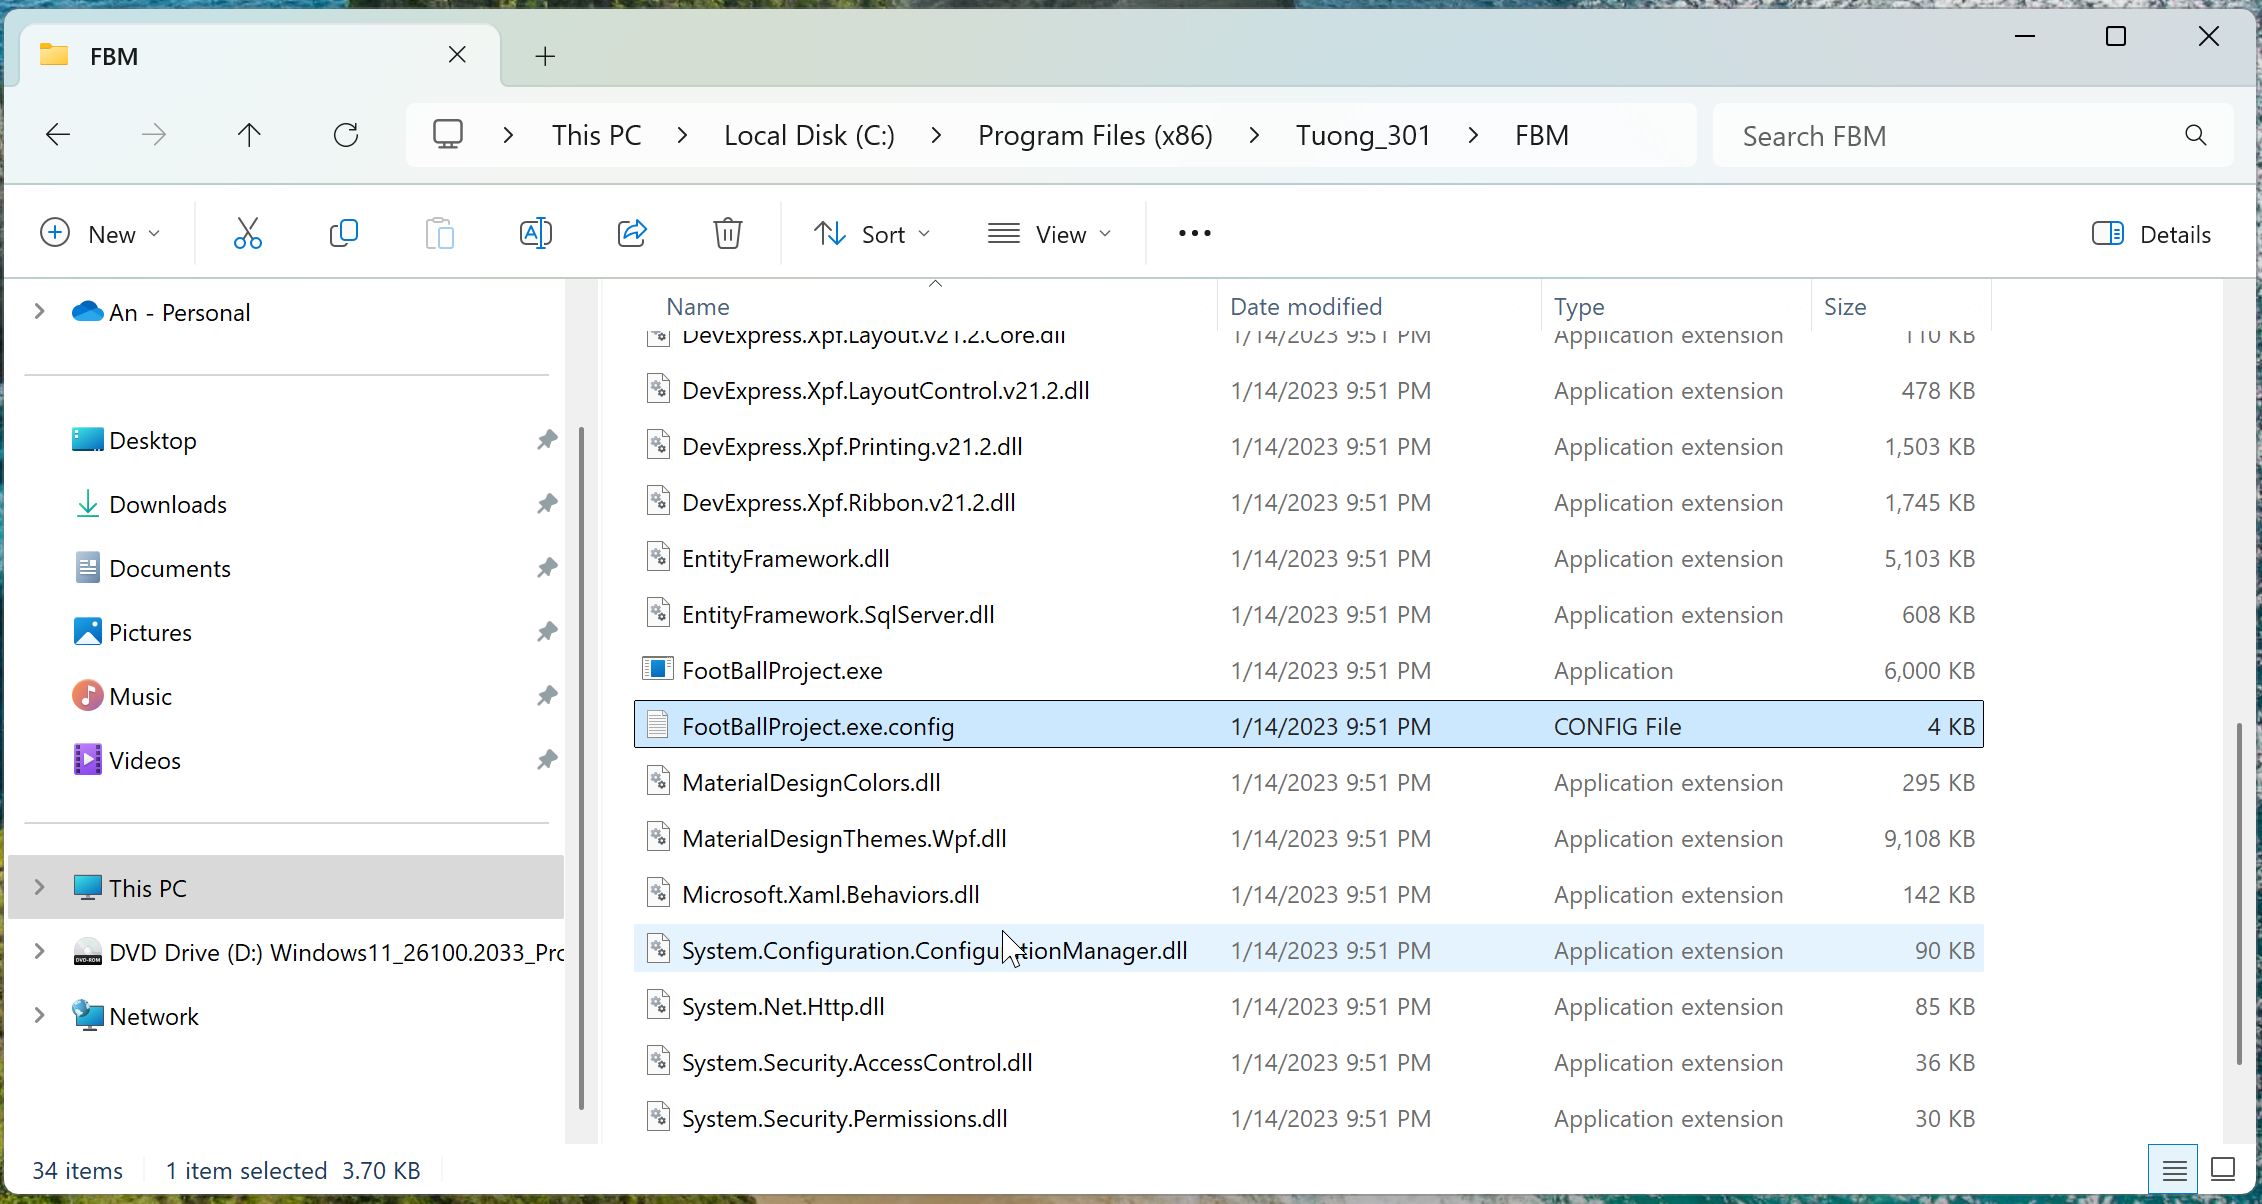 FBM
This PC > Local Disk (C:) > Program Files (x86) > Tuong_301 > FBM
Search FBM
New
Sort
View
Details
An - Personal
Desktop
Downloads
Documents
Pictures
Music
Videos
This PC
DVD Drive (D:) Windows11_26100.2033_Pro
Network
Name Date modified Type Size
DevExpress.Xpf.Layout.v21.2.Core.dll 1/14/2023 9:51 PM Application extension 110 KB
DevExpress.Xpf.LayoutControl.v21.2.dll 1/14/2023 9:51 PM Application extension 478 KB
DevExpress.Xpf.Printing.v21.2.dll 1/14/2023 9:51 PM Application extension 1,503 KB
DevExpress.Xpf.Ribbon.v21.2.dll 1/14/2023 9:51 PM Application extension 1,745 KB
EntityFramework.dll 1/14/2023 9:51 PM Application extension 5,103 KB
EntityFramework.SqlServer.dll 1/14/2023 9:51 PM Application extension 608 KB
FootBallProject.exe 1/14/2023 9:51 PM Application 6,000 KB
FootBallProject.exe.config 1/14/2023 9:51 PM CONFIG File 4 KB
MaterialDesignColors.dll 1/14/2023 9:51 PM Application extension 295 KB
MaterialDesignThemes.Wpf.dll 1/14/2023 9:51 PM Application extension 9,108 KB
Microsoft.Xaml.Behaviors.dll 1/14/2023 9:51 PM Application extension 142 KB
System.Configuration.ConfigurationManager.dll 1/14/2023 9:51 PM Application extension 90 KB
System.Net.Http.dll 1/14/2023 9:51 PM Application extension 85 KB
System.Security.AccessControl.dll 1/14/2023 9:51 PM Application extension 36 KB
System.Security.Permissions.dll 1/14/2023 9:51 PM Application extension 30 KB
34 items 1 item selected 3.70 KB